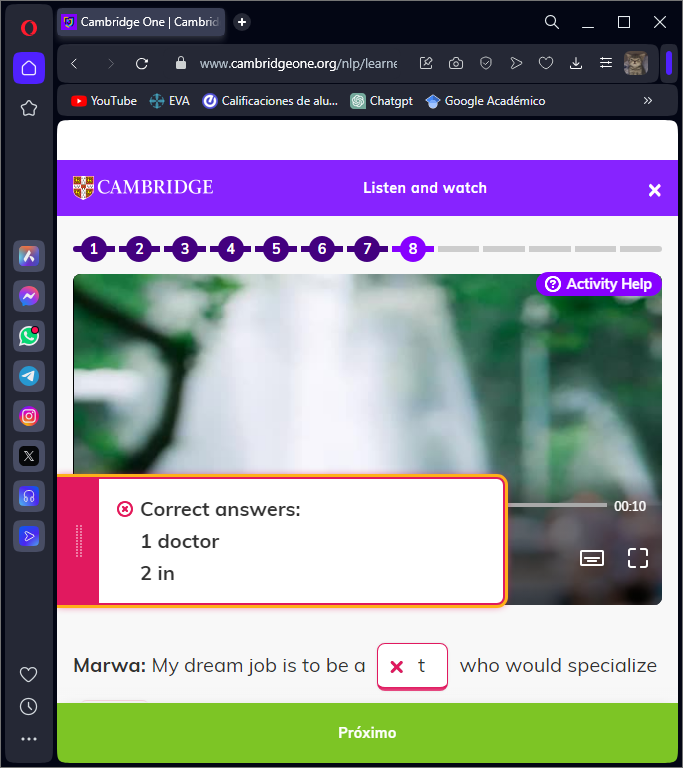 Cambridge One | Cambrid
www.cambridgeone.org/nlp/learne
YouTube
EVA
Calificaciones de alu...
Chatgpt
Google Académico
»
CAMBRIDGE
Listen and watch
1 2 3 4 5 6 7 8
Activity Help
00:10
Correct answers:
1 doctor
2 in
Marwa: My dream job is to be a t who would specialize
Próximo